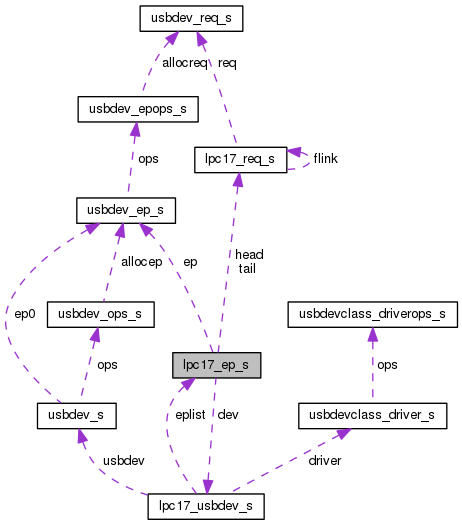 usbdev_req_s
allocreq
req
usbdev_epops_s
ops
lpc17_req_s
flink
usbdev_ep_s
allocep
ep
head
tail
ep0
usbdev_ops_s
usbdevclass_driverops_s
ops
lpc17_ep_s
ops
usbdev_s
eplist
dev
usbdevclass_driver_s
usbdev
driver
lpc17_usbdev_s